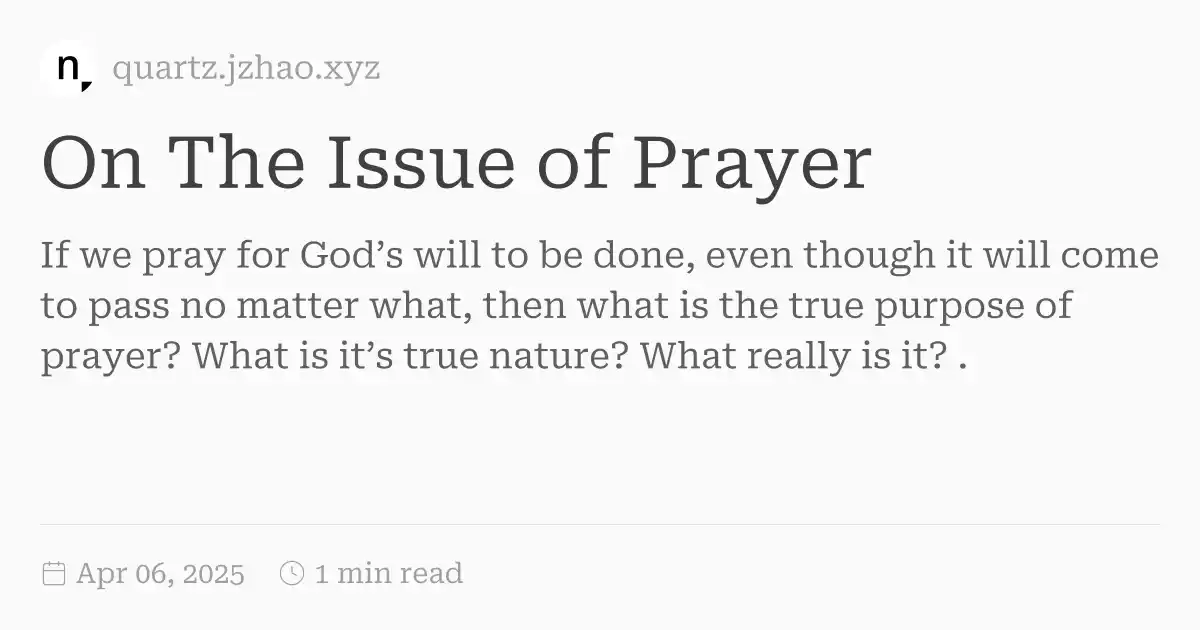 n
quartz.jzhao.xyz
On The Issue of Prayer
If we pray for God’s will to be done, even though it will come
to pass no matter what, then what is the true purpose of
prayer? What is it’s true nature? What really is it? .
Apr 06, 2025 1 min read